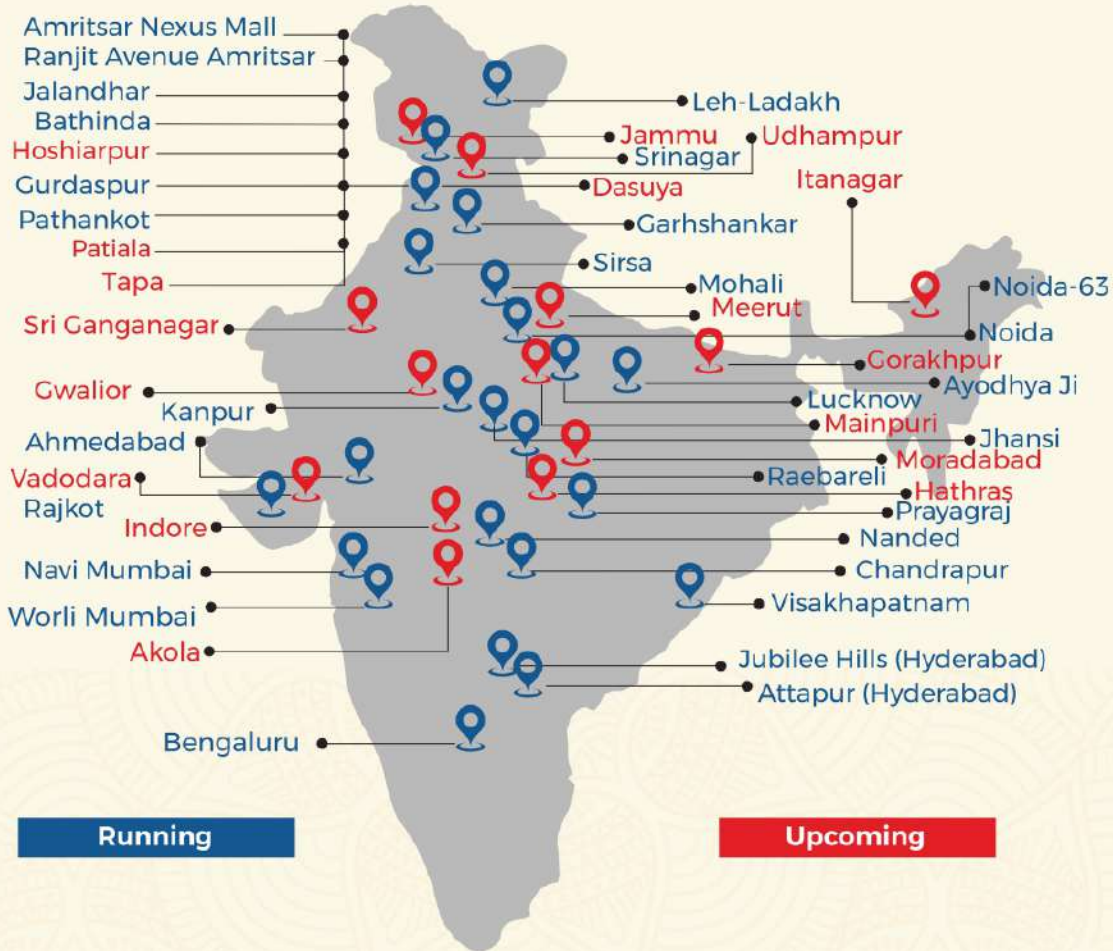 Amritsar Nexus Mall
Ranjit Avenue Amritsar
Jalandhar
Bathinda
Hoshiarpur
Gurdaspur
Pathankot
Patiala
Tapa
Sri Ganganagar
Gwalior
Kanpur
Ahmedabad
Vadodara
Rajkot
Indore
Navi Mumbai
Worli Mumbai
Akola
Bengaluru
Leh-Ladakh
Jammu
Udhampur
Srinagar
Dasuya
Itanagar
Garhshankar
Sirsa
Mohali
Noida-63
Meerut
Noida
Gorakhpur
Ayodhya Ji
Lucknow
Mainpuri
Jhansi
Moradabad
Raebareli
Hathras
Prayagraj
Nanded
Chandrapur
Visakhapatnam
Jubilee Hills (Hyderabad)
Attapur (Hyderabad)
Running
Upcoming